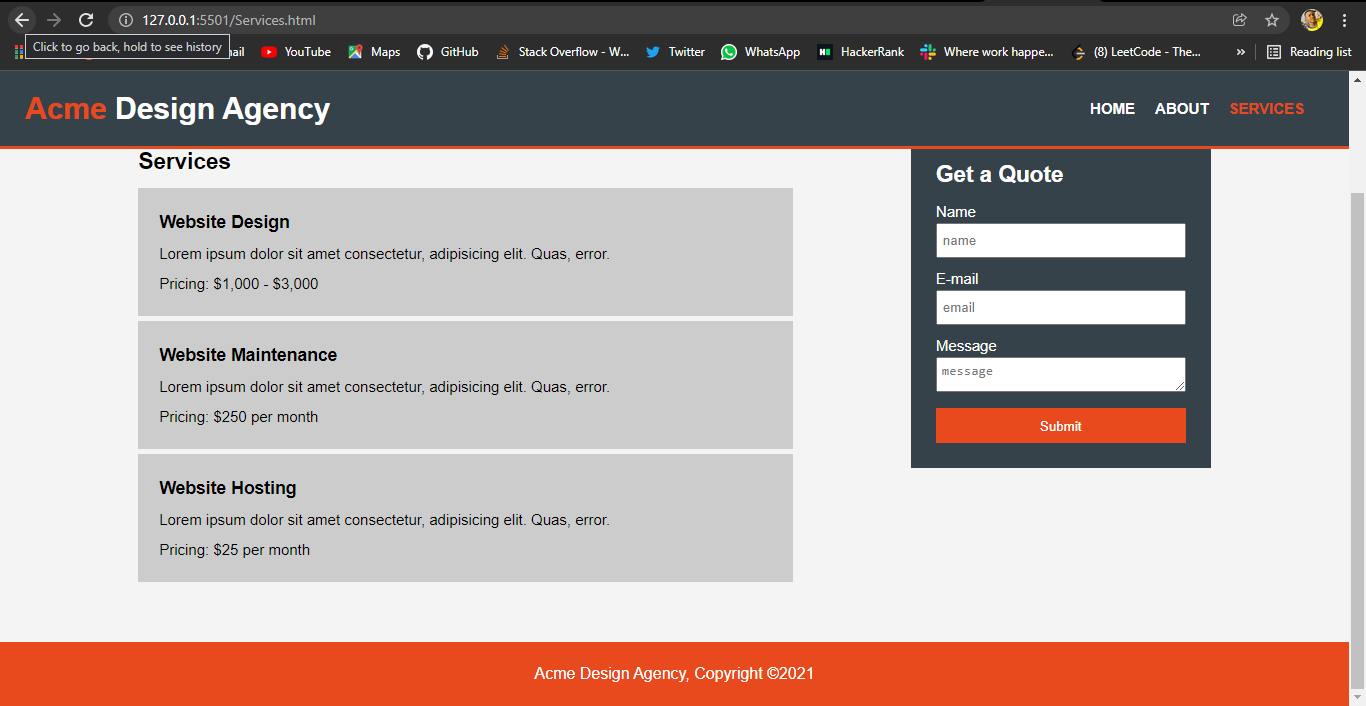 127.0.0.1:5501/Services.html
Click to go back, hold to see history
ail YouTube Maps GitHub Stack Overflow - W... Twitter WhatsApp HackerRank Where work happe... (8) LeetCode - The... » Reading list
Acme Design Agency
HOME ABOUT SERVICES
Services
Website Design
Lorem ipsum dolor sit amet consectetur, adipisicing elit. Quas, error.
Pricing: $1,000 - $3,000
Website Maintenance
Lorem ipsum dolor sit amet consectetur, adipisicing elit. Quas, error.
Pricing: $250 per month
Website Hosting
Lorem ipsum dolor sit amet consectetur, adipisicing elit. Quas, error.
Pricing: $25 per month
Get a Quote
Name
name
E-mail
email
Message
message
Submit
Acme Design Agency, Copyright ©2021